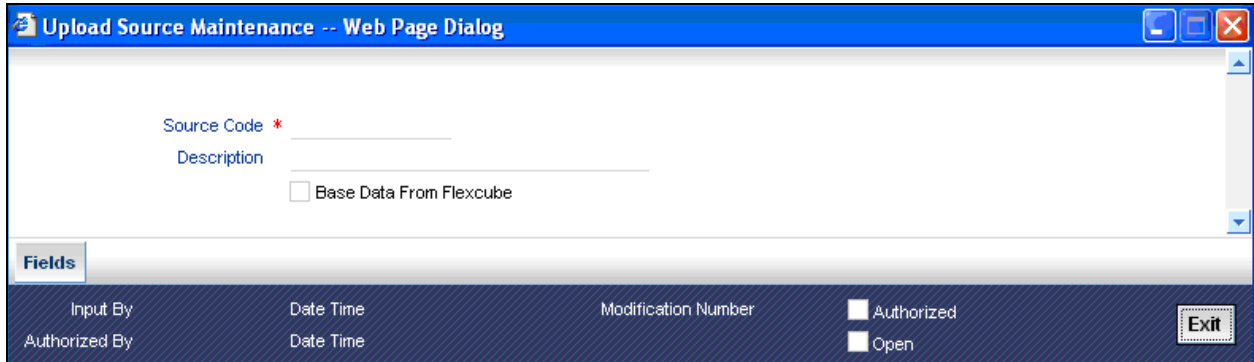 Upload Source Maintenance -- Web Page Dialog
Source Code *
Description
Base Data From Flexcube
Fields
Input By Date Time Modification Number Authorized
Authorized By Date Time Open
Exit